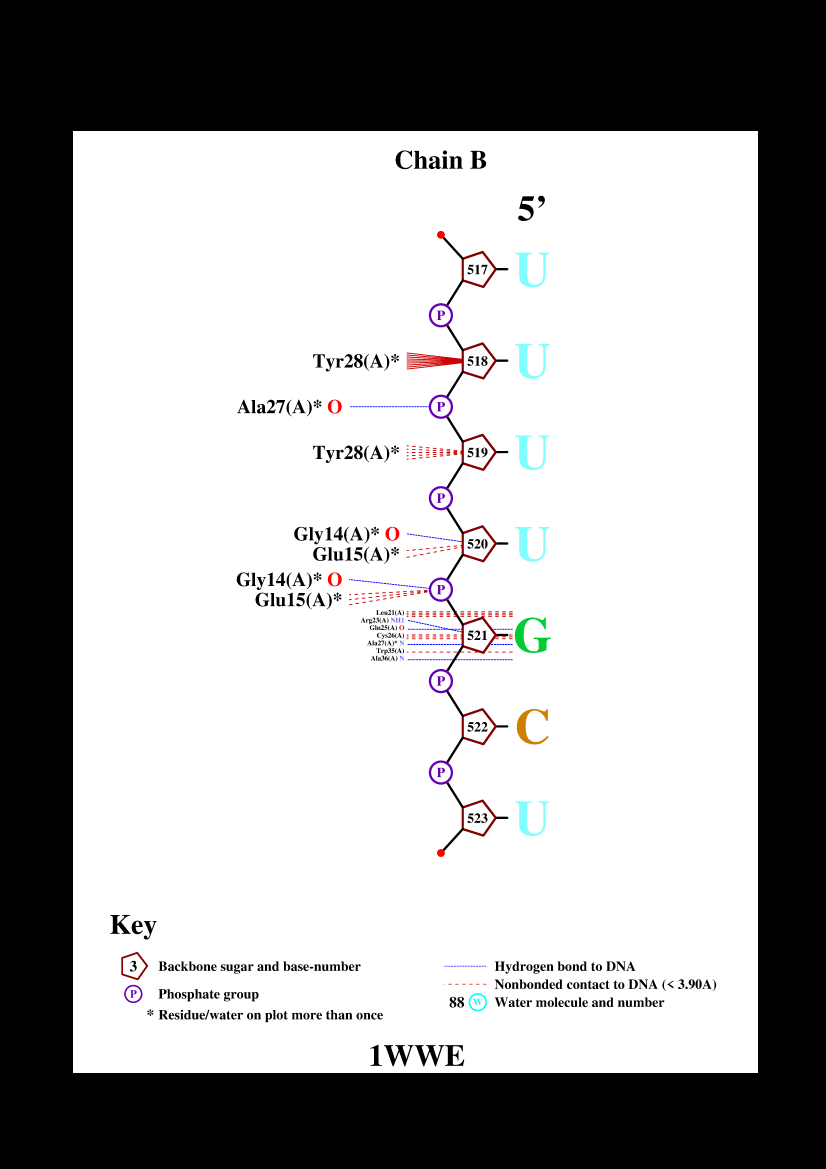 Chain B
5’
517 U
P
Tyr28(A)* 518 U
Ala27(A)* O P
Tyr28(A)* 519 U
P
Gly14(A)* O
520 U
Glu15(A)*
Gly14(A)* O
P
Glu15(A)*
Leu21(A)
Arg23(A) NH1
Gln25(A) O
Cys26(A) 521 G
Ala27(A)* N
Trp35(A)
Ala36(A) N
P
522 C
P
523 U
Key
3 Backbone sugar and base-number
P Phosphate group
* Residue/water on plot more than once
Hydrogen bond to DNA
Nonbonded contact to DNA (< 3.90A)
88 W Water molecule and number
1WWE